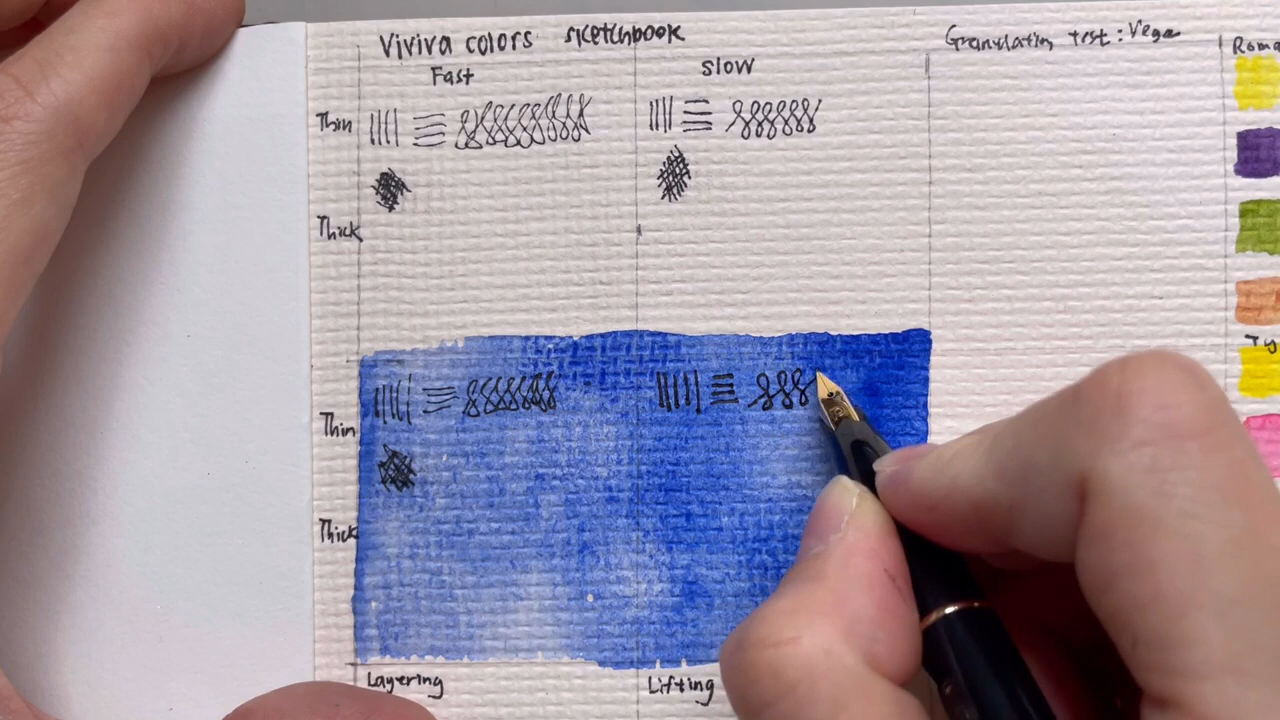 Viviva colors sketchbook
Granulation test: Vega
Fast
slow
Thin
Thick
Thin
Thick
Layering
Lifting